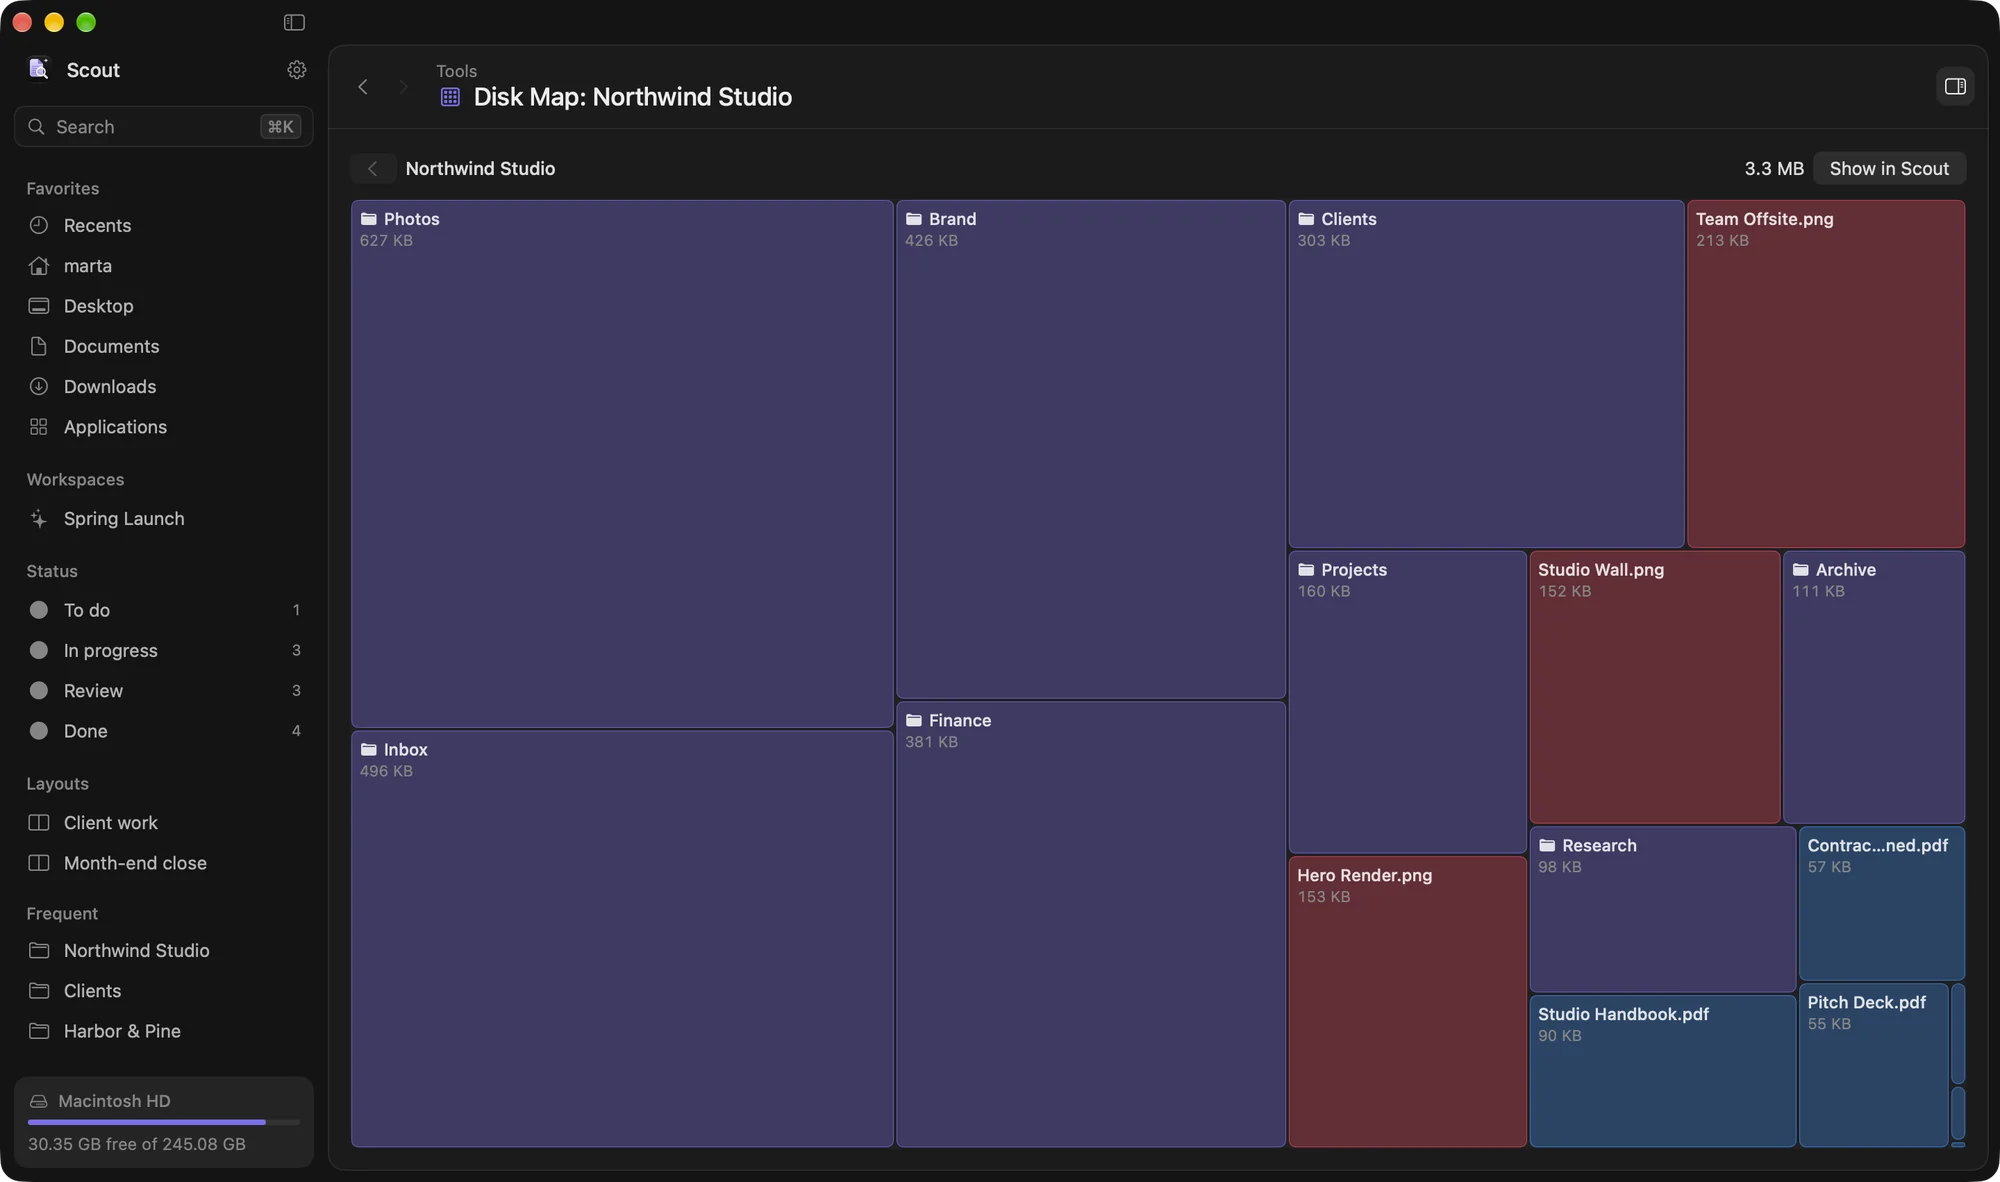 Scout
Search
⌘K
Favorites
Recents
marta
Desktop
Documents
Downloads
Applications
Workspaces
Spring Launch
Status
To do 1
In progress 3
Review 3
Done 4
Layouts
Client work
Month-end close
Frequent
Northwind Studio
Clients
Harbor & Pine
Macintosh HD
30.35 GB free of 245.08 GB
Tools
Disk Map: Northwind Studio
Northwind Studio
3.3 MB
Show in Scout
Photos
627 KB
Inbox
496 KB
Brand
426 KB
Finance
381 KB
Clients
303 KB
Team Offsite.png
213 KB
Projects
160 KB
Studio Wall.png
152 KB
Archive
111 KB
Hero Render.png
153 KB
Research
98 KB
Contrac...ned.pdf
57 KB
Studio Handbook.pdf
90 KB
Pitch Deck.pdf
55 KB